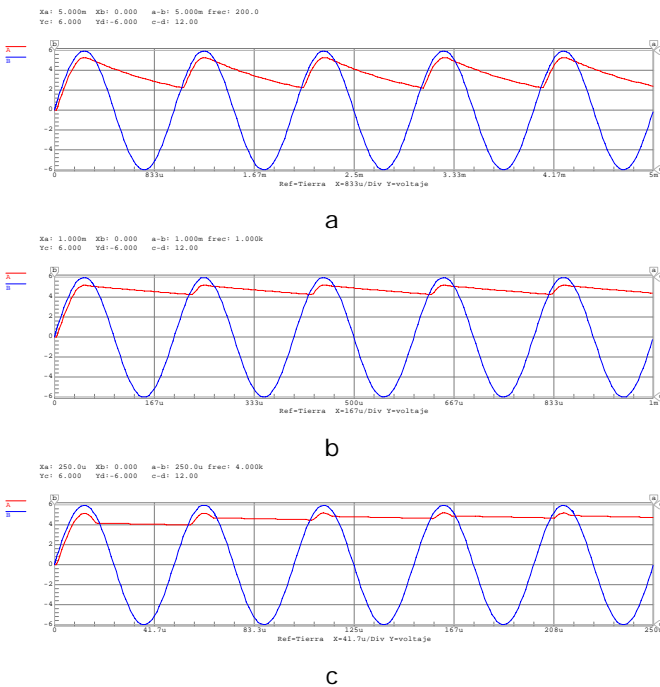 Xa: 5.000m Xb: 0.000 a-b: 5.000m frec: 200.0
Yc: 6.000 Yd:-6.000 c-d: 12.00
A
B
b
a
6
4
2
0
-2
-4
-6
0 833u 1.67m 2.5m 3.33m 4.17m 5m
Ref=Tierra X=833u/Div Y=voltaje
a
Xa: 1.000m Xb: 0.000 a-b: 1.000m frec: 1.000k
Yc: 6.000 Yd:-6.000 c-d: 12.00
A
B
b
a
6
4
2
0
-2
-4
-6
0 167u 333u 500u 667u 833u 1m
Ref=Tierra X=167u/Div Y=voltaje
b
Xa: 250.0u Xb: 0.000 a-b: 250.0u frec: 4.000k
Yc: 6.000 Yd:-6.000 c-d: 12.00
A
B
b
a
6
4
2
0
-2
-4
-6
0 41.7u 83.3u 125u 167u 208u 250u
Ref=Tierra X=41.7u/Div Y=voltaje
c